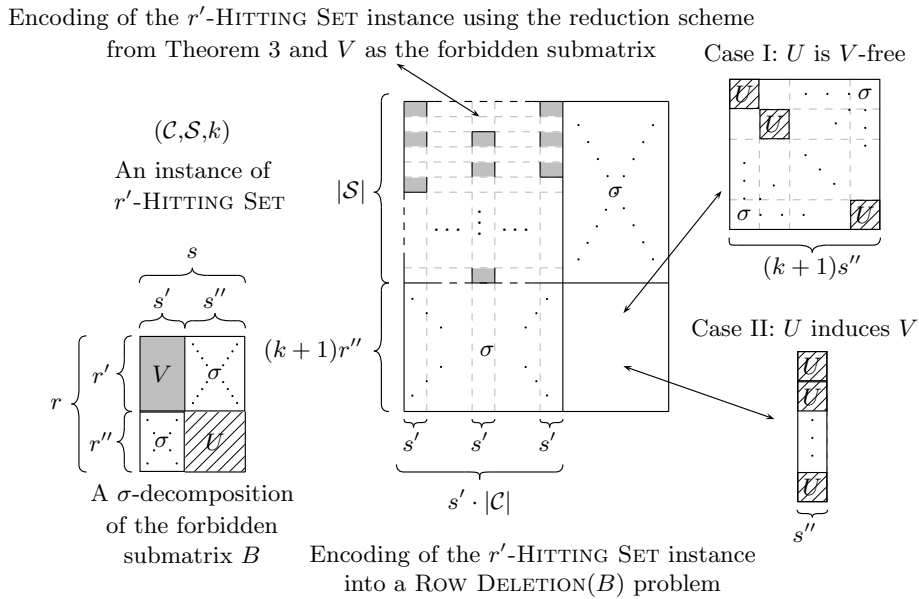 Encoding of the r′-HITTING SET instance using the reduction scheme
from Theorem 3 and V as the forbidden submatrix
Case I: U is V-free
U σ
U
σ U
(k + 1)s″
(𝒞,𝒮,k)
An instance of
r′-HITTING SET
|𝒮|
σ
(k + 1)r″
σ
s′ s′ s′
s′ · |𝒞|
s
s′ s″
r
r′
r″
V σ
σ U
A σ-decomposition
of the forbidden
submatrix B
Case II: U induces V
U
U
U
s″
Encoding of the r′-HITTING SET instance
into a ROW DELETION(B) problem